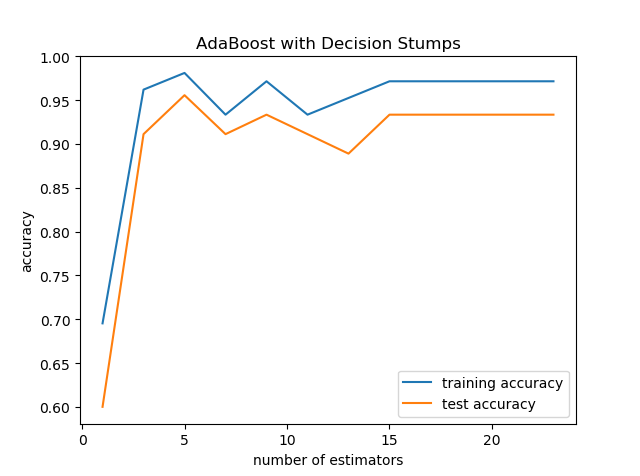 AdaBoost with Decision Stumps
1.00
0.95
0.90
0.85
0.80
0.75
0.70
0.65
0.60
accuracy
training accuracy
test accuracy
0 5 10 15 20
number of estimators